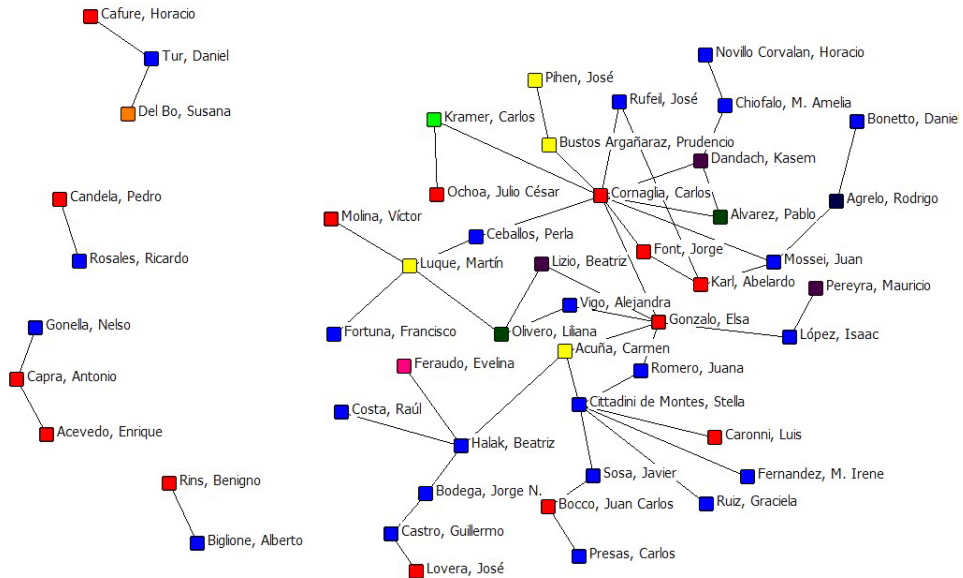 Cafure, Horacio
Tur, Daniel
Del Bo, Susana
Novillo Corvalan, Horacio
Pihen, José
Rufeil, José
Chiofalo, M. Amelia
Kramer, Carlos
Bonetto, Danie
Bustos Argañaraz, Prudencio
Dandach, Kasem
Candela, Pedro
Ochoa, Julio César
Cornaglia, Carlos
Agrelo, Rodrigo
Molina, Víctor
Alvarez, Pablo
Ceballos, Perla
Font, Jorge
Rosales, Ricardo
Luque, Martín
Lizio, Beatriz
Mossei, Juan
Karl, Abelardo
Pereyra, Mauricio
Vigo, Alejandra
Gonella, Nelso
Fortuna, Francisco
Olivero, Liliana
Gonzalo, Elsa
López, Isaac
Acuña, Carmen
Feraudo, Evelina
Romero, Juana
Capra, Antonio
Costa, Raúl
Cittadini de Montes, Stella
Acevedo, Enrique
Halak, Beatriz
Caronni, Luis
Rins, Benigno
Sosa, Javier
Fernandez, M. Irene
Bodega, Jorge N.
Bocco, Juan Carlos
Ruiz, Graciela
Biglione, Alberto
Castro, Guillermo
Presas, Carlos
Lovera, José